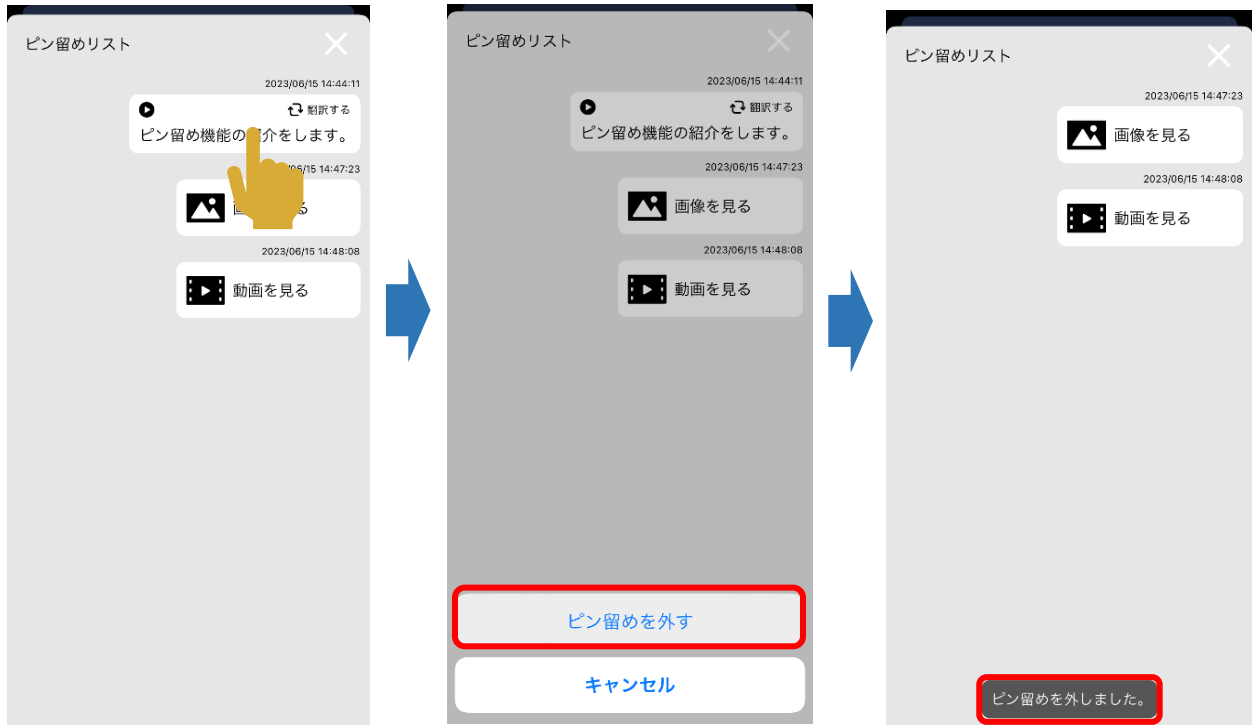 ピン留めリスト
2023/06/15 14:44:11
翻訳する
ピン留め機能の介をします。
/15 14:47:23
2023/06/15 14:48:08
動画を見る
ピン留めリスト
2023/06/15 14:44:11
翻訳する
ピン留め機能の紹介をします。
2023/06/15 14:47:23
画像を見る
2023/06/15 14:48:08
動画を見る
ピン留めを外す
キャンセル
ピン留めリスト
2023/06/15 14:47:23
画像を見る
2023/06/15 14:48:08
動画を見る
ピン留めを外しました。